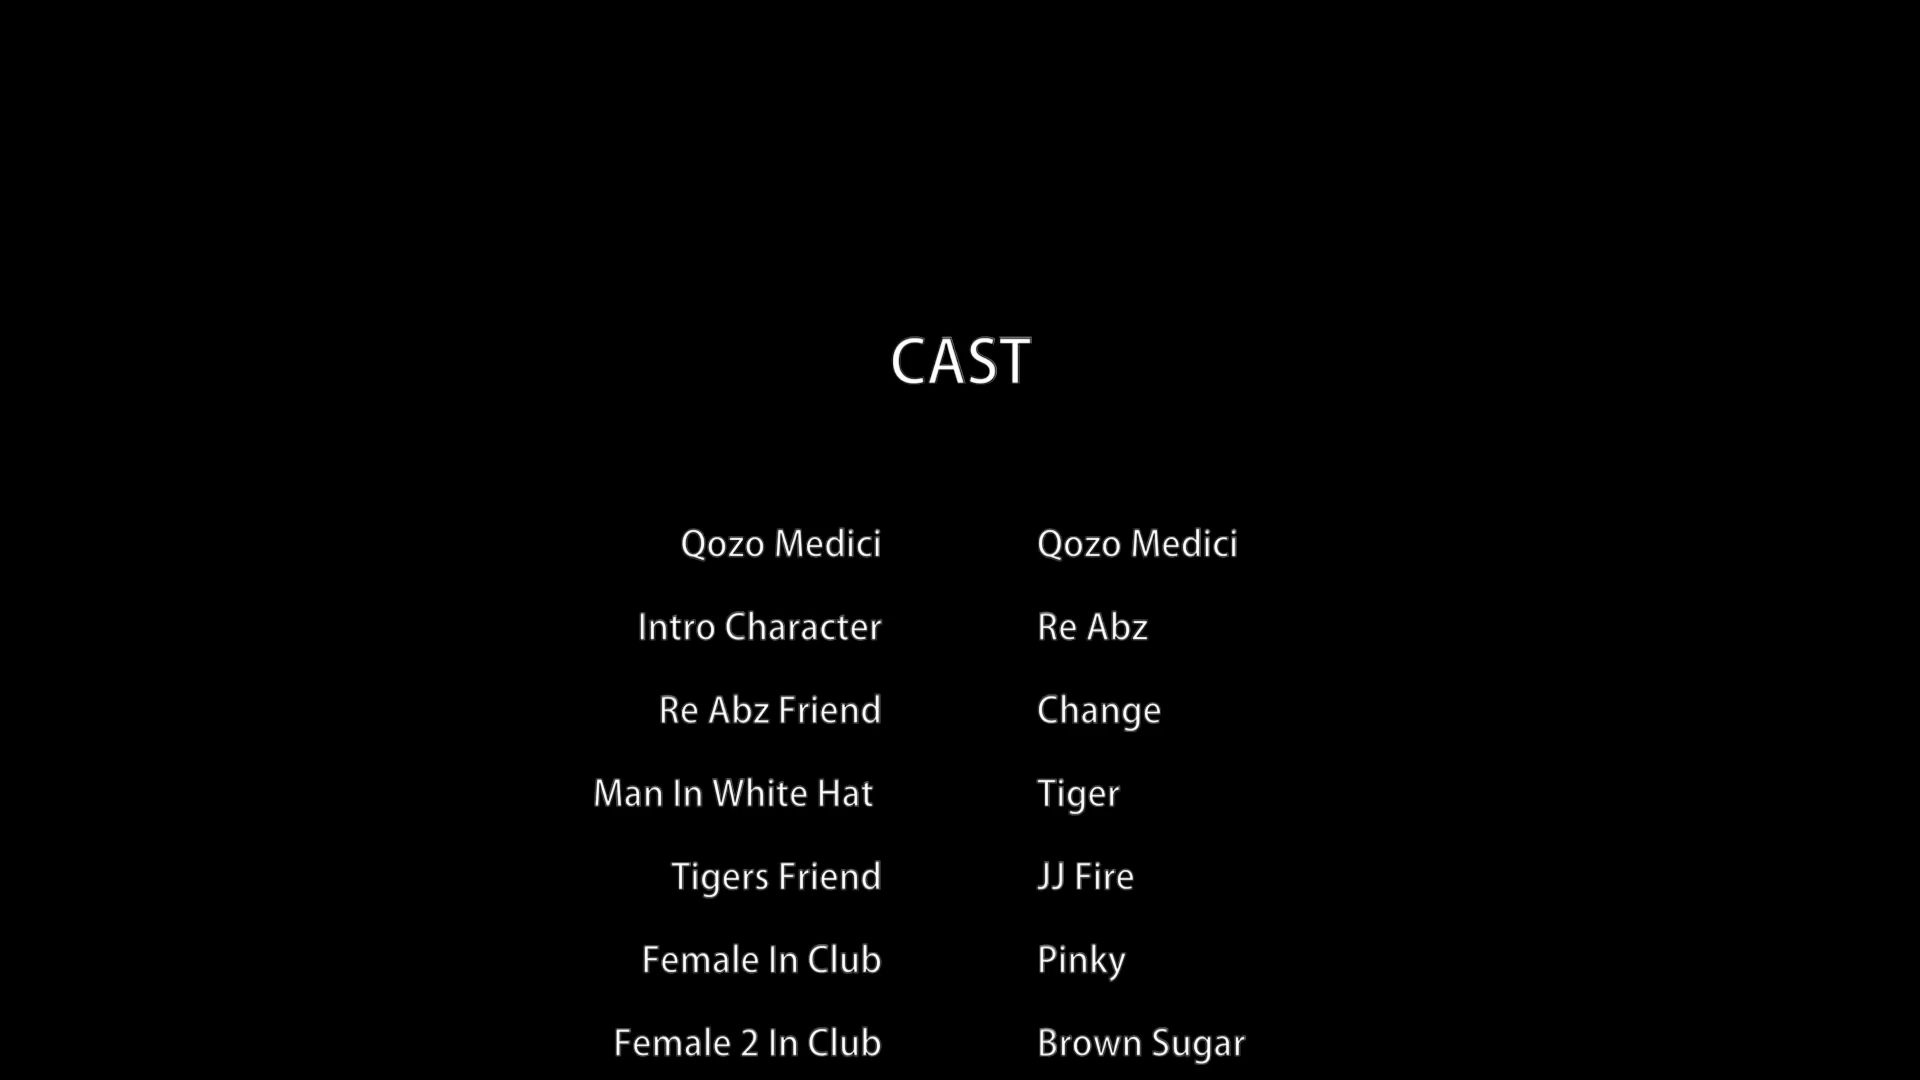 CAST
Qozo Medici Qozo Medici
Intro Character Re Abz
Re Abz Friend Change
Man In White Hat Tiger
Tigers Friend JJ Fire
Female In Club Pinky
Female 2 In Club Brown Sugar